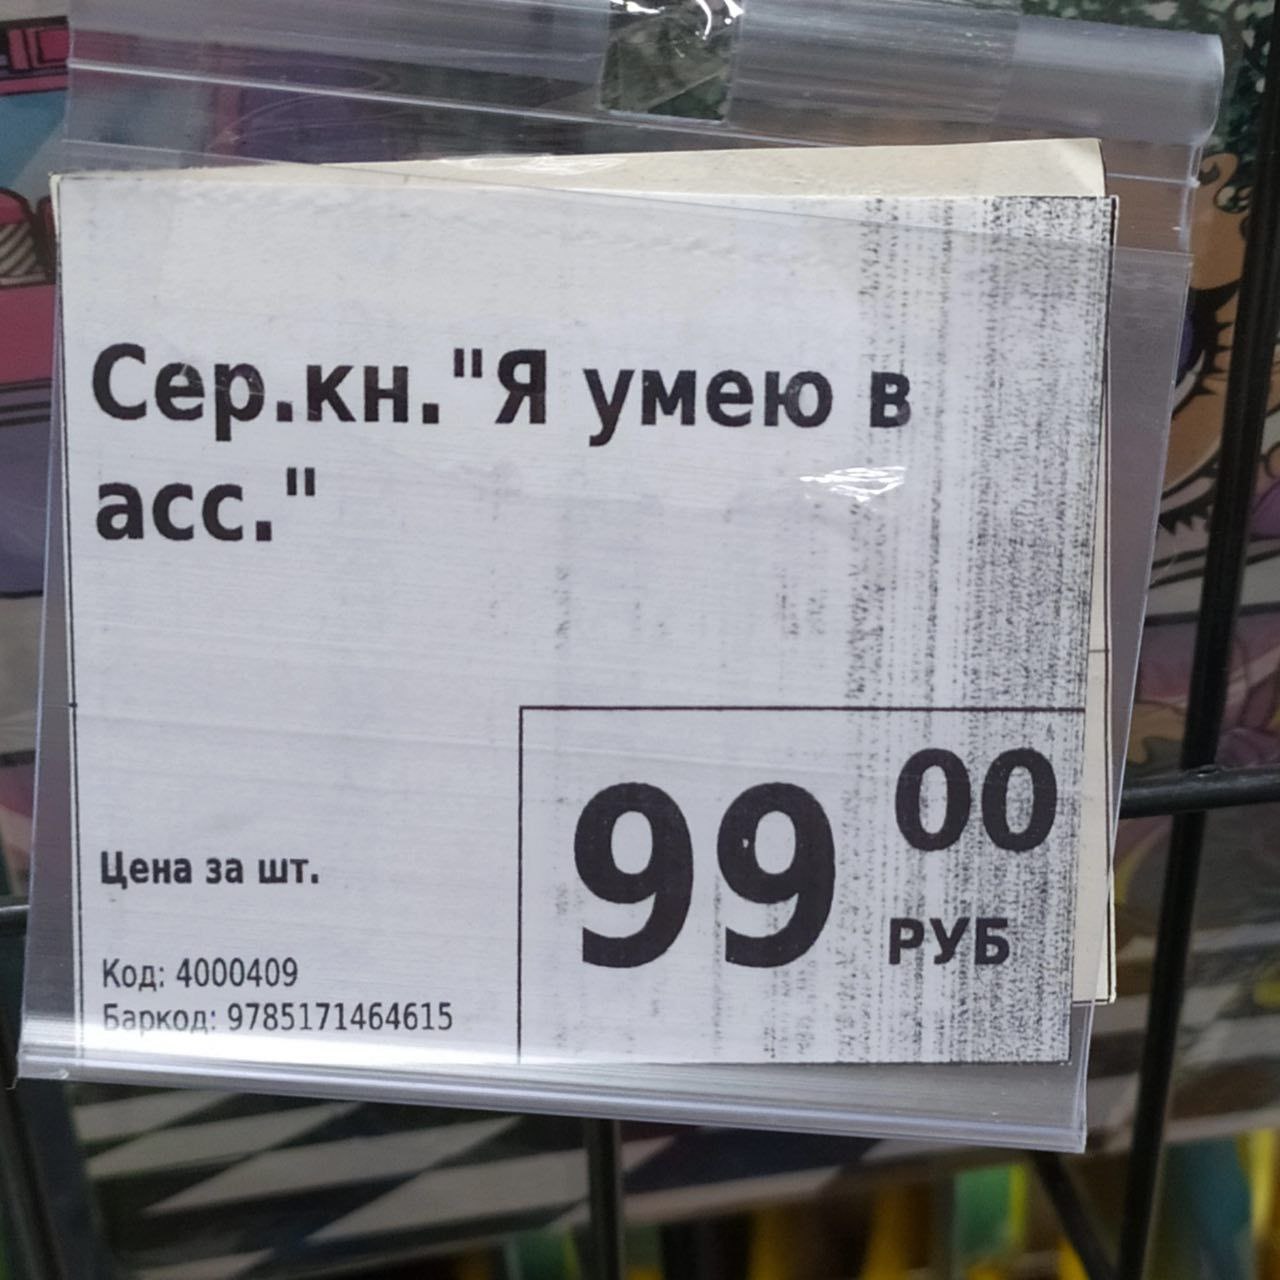 Сер.кн."Я умею в
асс."
99 00
РУБ
Цена за шт.
Код: 4000409
Баркод: 9785171464615